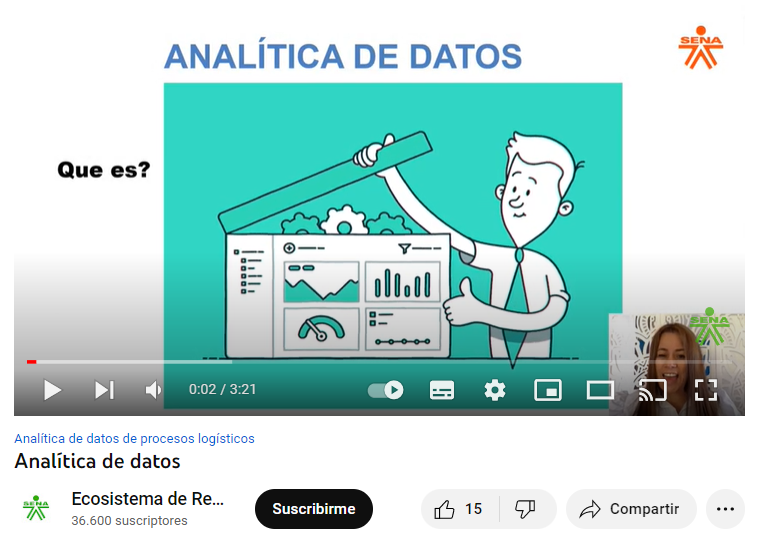 SENA
ANALÍTICA DE DATOS
Que es?
SENA
0:02 / 3:21
Analítica de datos de procesos logísticos
Analítica de datos
SENA
Ecosistema de Re...
36.600 suscriptores
Suscribirme
15
Compartir